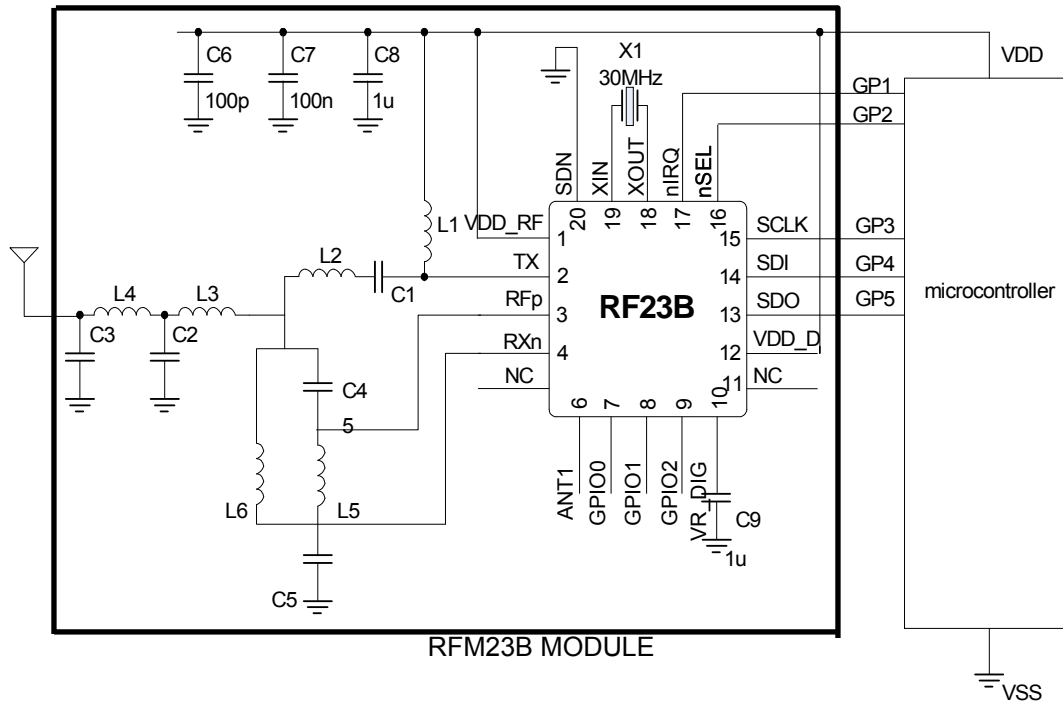 C6
100p
C7
100n
C8
1u
X1
30MHz
VDD
GP1
GP2
SDN
XIN
XOUT
nIRQ
nSEL
20
19
18
17
16
L1
VDD_RF
1
TX
2
RFp
3
RXn
4
NC
5
RF23B
15
SCLK
GP3
14
SDI
GP4
13
SDO
GP5
12
VDD_D
11
NC
microcontroller
L2
C1
L4
L3
C3
C2
C4
L6
L5
C5
6
7
8
9
10
ANT1
GPIO0
GPIO1
GPIO2
VR_DIG
C9
1u
RFM23B MODULE
VSS